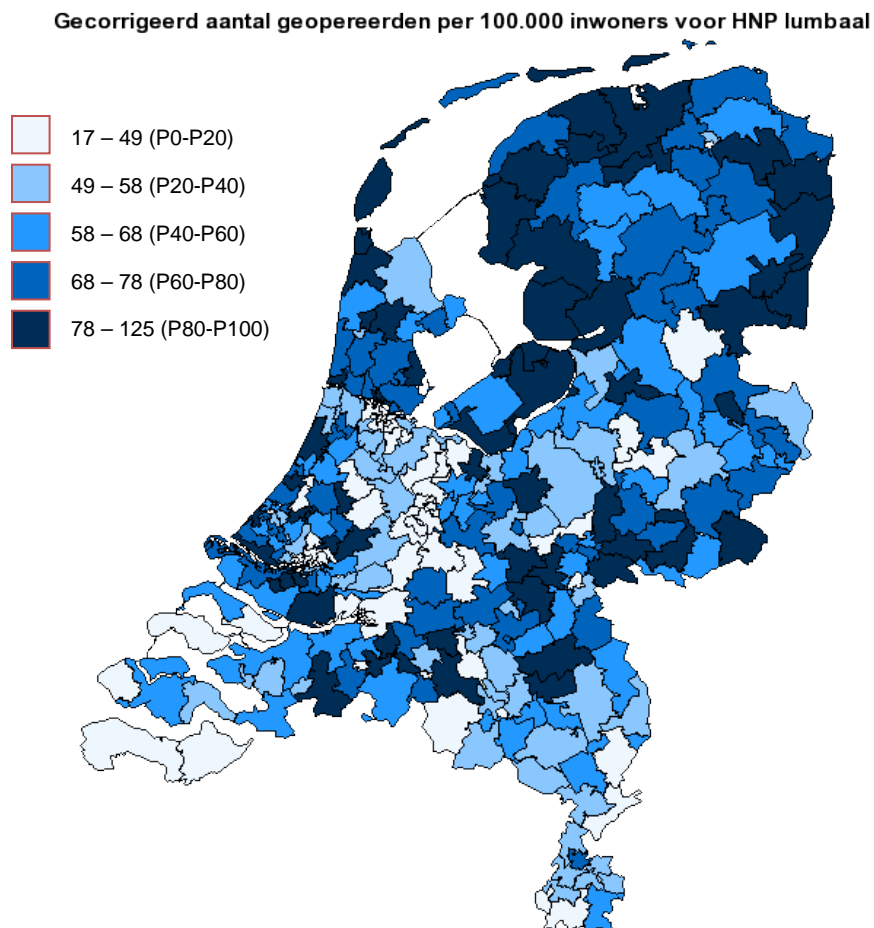 Gecorrigeerd aantal geopereerden per 100.000 inwoners voor HNP lumbaal
17 – 49 (P0-P20)
49 – 58 (P20-P40)
58 – 68 (P40-P60)
68 – 78 (P60-P80)
78 – 125 (P80-P100)